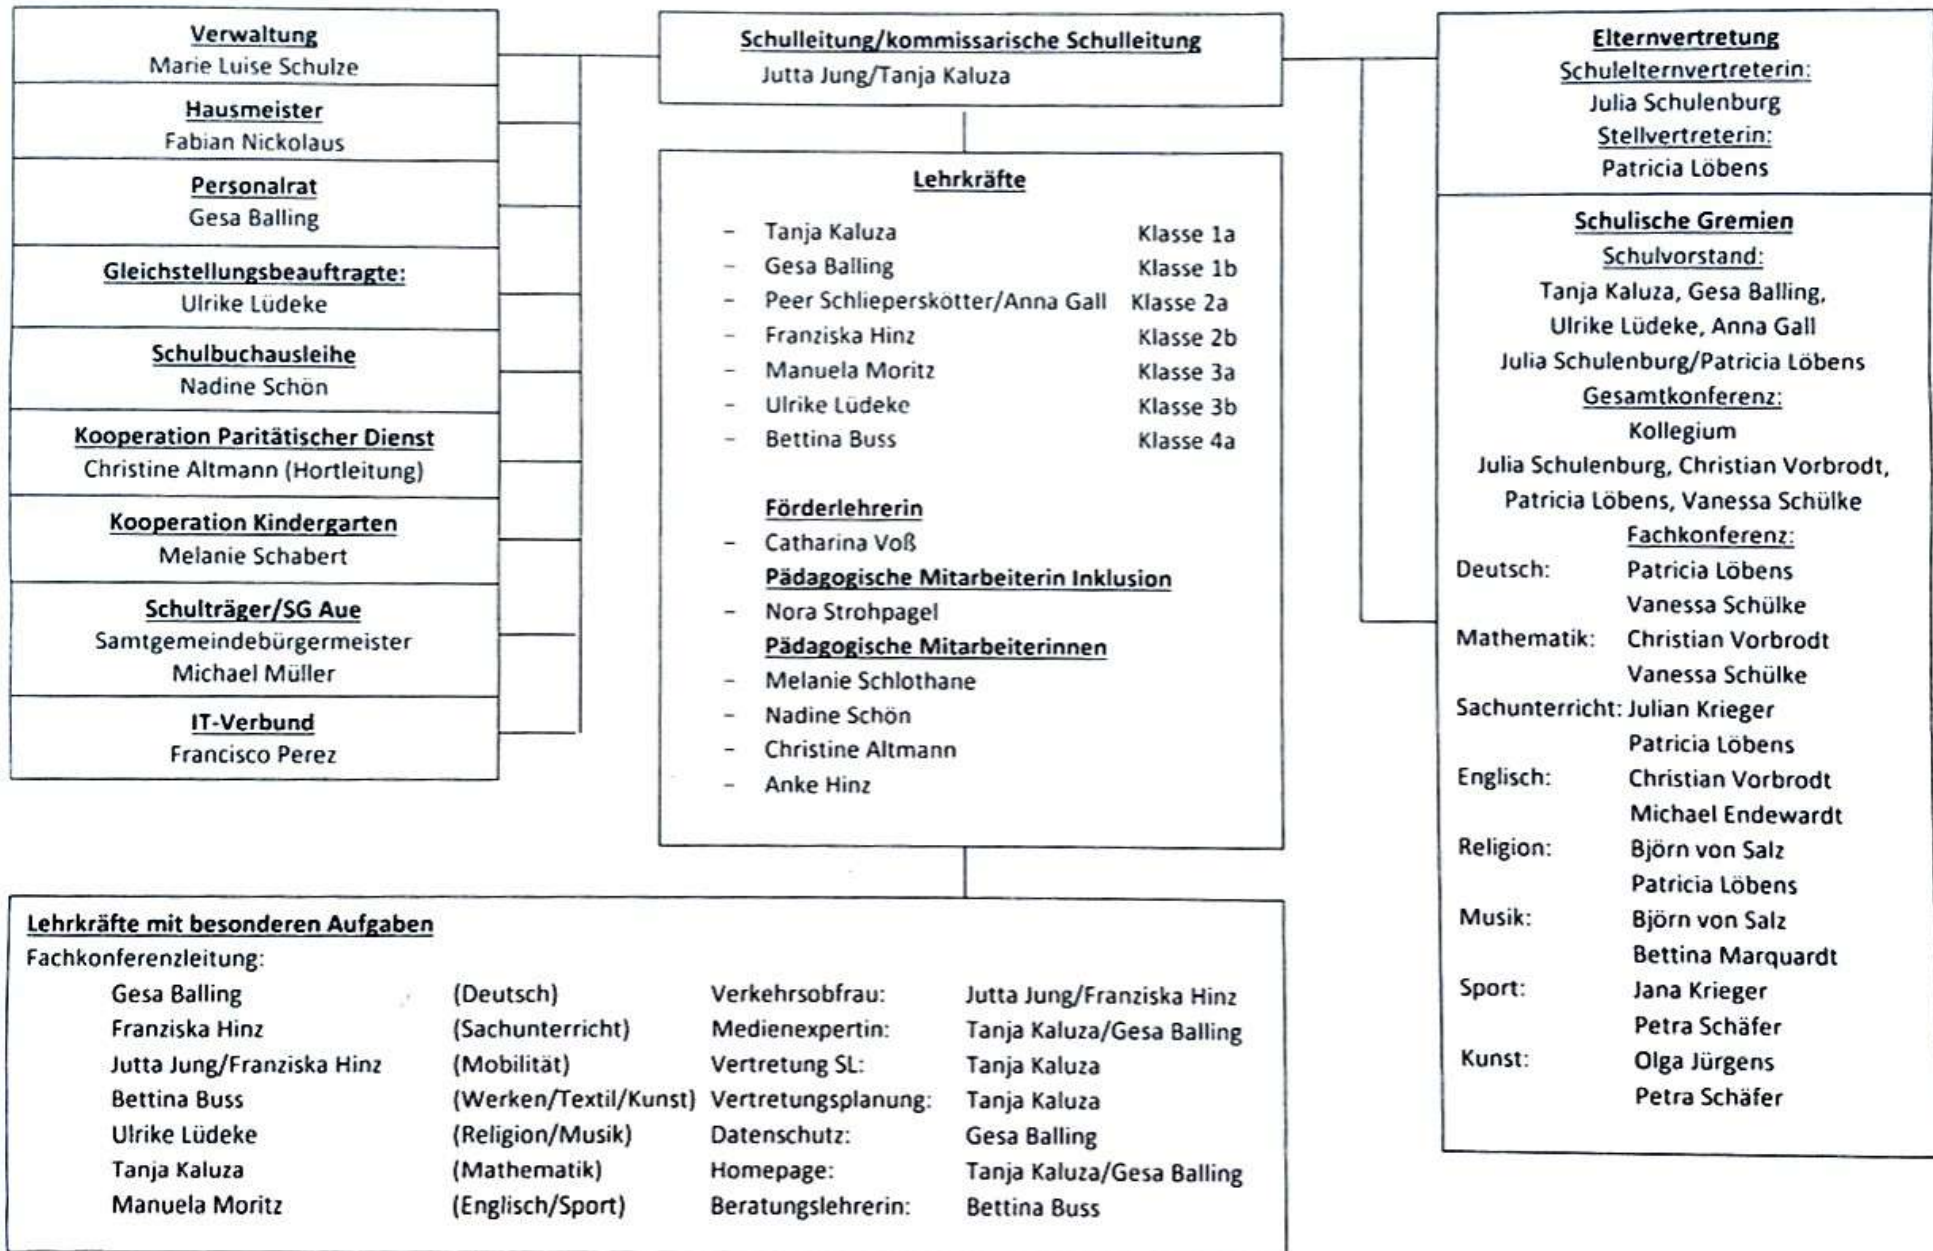 Verwaltung
Marie Luise Schulze
Hausmeister
Fabian Nickolaus
Personalrat
Gesa Balling
Gleichstellungsbeauftragte:
Ulrike Lüdeke
Schulbuchausleihe
Nadine Schön
Kooperation Paritätischer Dienst
Christine Altmann (Hortleitung)
Kooperation Kindergarten
Melanie Schabert
Schulträger/SG Aue
Samtgemeindebürgermeister
Michael Müller
IT-Verbund
Francisco Perez
Schulleitung/kommissarische Schulleitung
Jutta Jung/Tanja Kaluza
Lehrkräfte
- Tanja Kaluza Klasse 1a
- Gesa Balling Klasse 1b
- Peer Schlieperskötter/Anna Gall Klasse 2a
- Franziska Hinz Klasse 2b
- Manuela Moritz Klasse 3a
- Ulrike Lüdeke Klasse 3b
- Bettina Buss Klasse 4a
Förderlehrerin
- Catharina Voß
Pädagogische Mitarbeiterin Inklusion
- Nora Strohpagel
Pädagogische Mitarbeiterinnen
- Melanie Schlothane
- Nadine Schön
- Christine Altmann
- Anke Hinz
Elternvertretung
Schulelternvertreterin:
Julia Schulenburg
Stellvertreterin:
Patricia Löbens
Schulische Gremien
Schulvorstand:
Tanja Kaluza, Gesa Balling,
Ulrike Lüdeke, Anna Gall
Julia Schulenburg/Patricia Löbens
Gesamtkonferenz:
Kollegium
Julia Schulenburg, Christian Vorbrodt,
Patricia Löbens, Vanessa Schülke
Fachkonferenz:
Deutsch: Patricia Löbens
Vanessa Schülke
Mathematik: Christian Vorbrodt
Vanessa Schülke
Sachunterricht: Julian Krieger
Patricia Löbens
Englisch: Christian Vorbrodt
Michael Endewardt
Religion: Björn von Salz
Patricia Löbens
Musik: Björn von Salz
Bettina Marquardt
Sport: Jana Krieger
Petra Schäfer
Kunst: Olga Jürgens
Petra Schäfer
Lehrkräfte mit besonderen Aufgaben
Fachkonferenzleitung:
Gesa Balling (Deutsch) Verkehrsobfrau: Jutta Jung/Franziska Hinz
Franziska Hinz (Sachunterricht) Medienexpertin: Tanja Kaluza/Gesa Balling
Jutta Jung/Franziska Hinz (Mobilität) Vertretung SL: Tanja Kaluza
Bettina Buss (Werken/Textil/Kunst) Vertretungsplanung: Tanja Kaluza
Ulrike Lüdeke (Religion/Musik) Datenschutz: Gesa Balling
Tanja Kaluza (Mathematik) Homepage: Tanja Kaluza/Gesa Balling
Manuela Moritz (Englisch/Sport) Beratungslehrerin: Bettina Buss